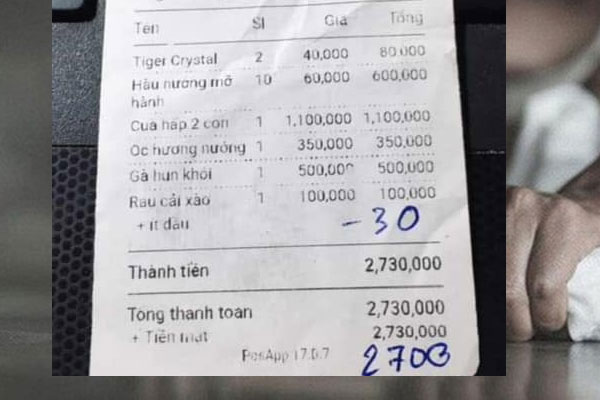 Tên Sl Giá Tổng
Tiger Crystal 2 40,000 80,000
Hàu nướng mỡ 10 60,000 600,000
hành
Cua hấp 2 con 1 1,100,000 1,100,000
Ốc hương nướng 1 350,000 350,000
Gà hun khói 1 500,000 500,000
Rau cải xào 1 100,000 100,000
+ ít dầu -30
Thành tiền 2,730,000
Tổng thanh toán 2,730,000
+ Tiền mặt 2,730,000
PosApp 17.0.7 2700